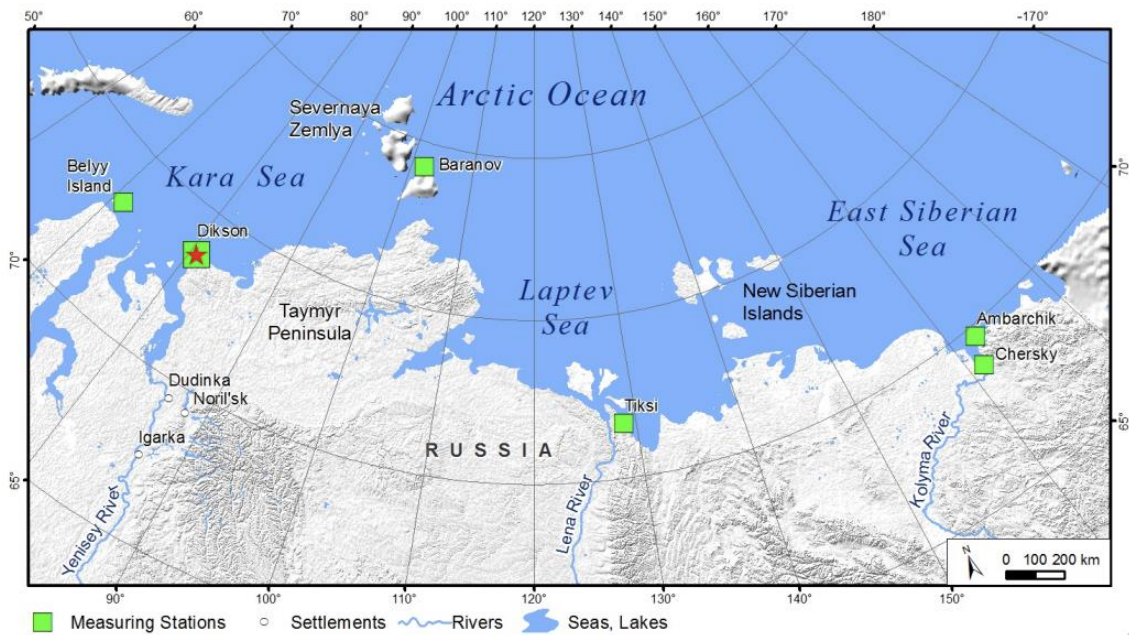 50° 60° 70° 80° 90° 100° 110° 120° 130° 140° 150° 160° 170° 180° -170°
Arctic Ocean
Severnaya
Zemlya
Baranov
Belyy
Island
Kara Sea
70°
East Siberian
Sea
Dikson
70°
Laptev
Sea
New Siberian
Islands
Taymyr
Peninsula
Ambarchik
Chersky
Dudinka
Noril'sk
Tiksi
65°
Igarka
RUSSIA
65°
Yenisey River
Lena River
Kolyma River
N
0 100 200 km
90° 100° 110° 120° 130° 140° 150°
Measuring Stations Settlements Rivers Seas, Lakes